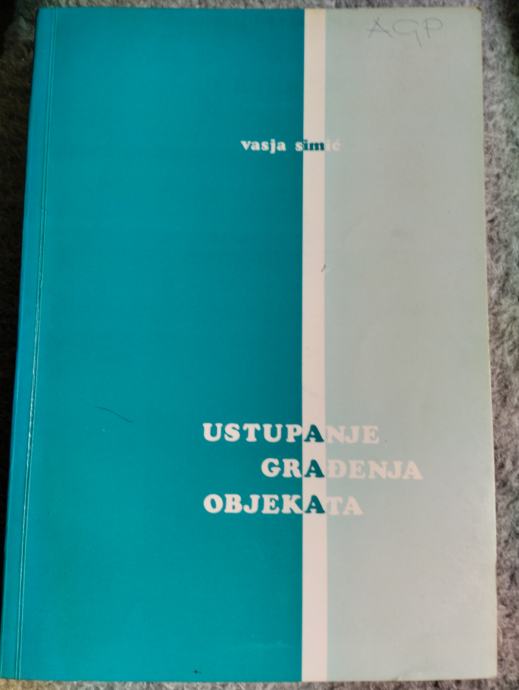 AGP
vasja simić
USTUPANJE
GRAĐENJA
OBJEKATA